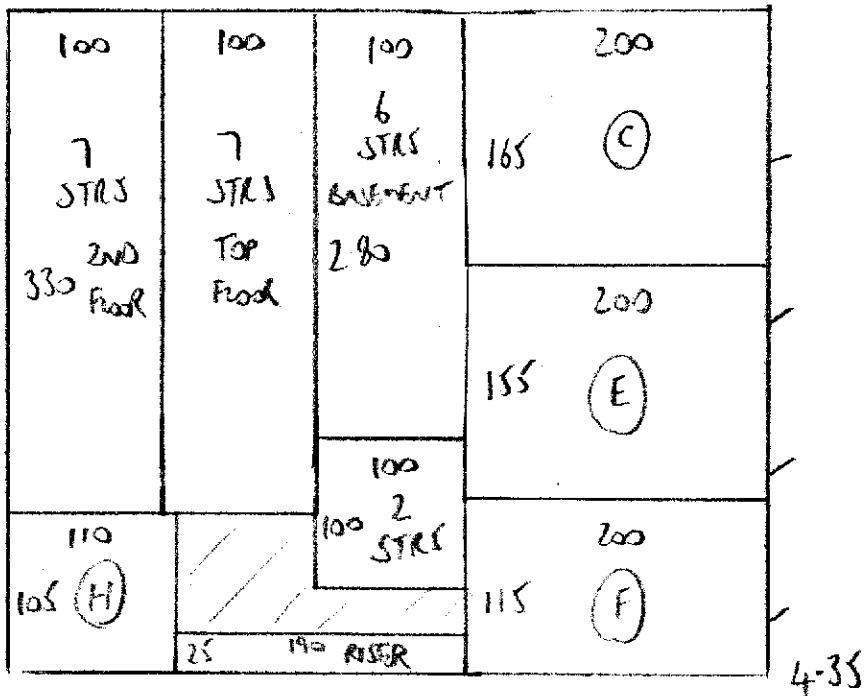 100
7
STRS
2ND
330 FLOOR
100
7
STRS
TOP
FLOOR
100
6
STRS
BASEMENT
280
200
165 C
200
155 E
100
100 2
STRS
110
105 H
200
115 F
25 190 RISER
4-35